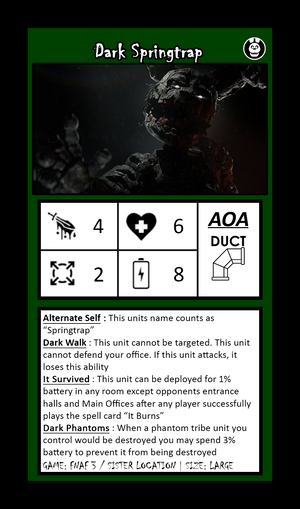 Dark Springtrap
4
6
AOA
DUCT
2
8
Alternate Self : This units name counts as
"Springtrap"
Dark Walk : This unit cannot be targeted. This unit
cannot defend your office. If this unit attacks, it
loses this ability
It Survived : This unit can be deployed for 1%
battery in any room except opponents entrance
halls and Main Offices after any player successfully
plays the spell card "It Burns"
Dark Phantoms : When a phantom tribe unit you
control would be destroyed you may spend 3%
battery to prevent it from being destroyed
GAME: FNAF 3 / SISTER LOCATION | SIZE: LARGE